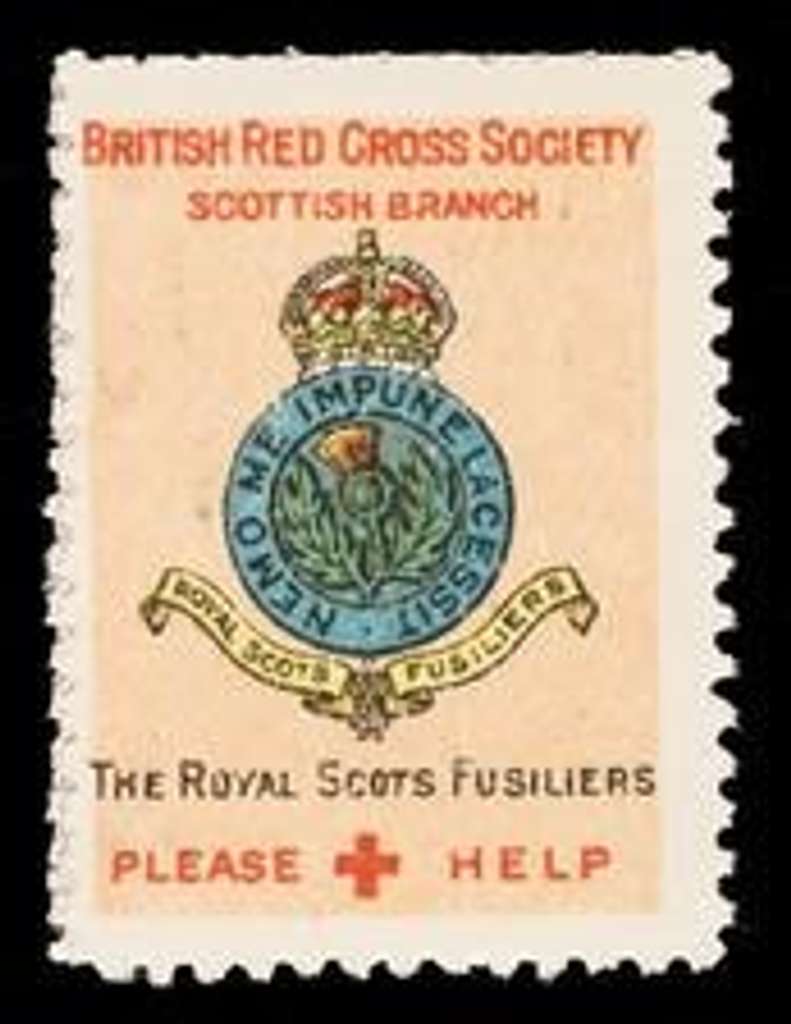 BRITISH RED CROSS SOCIETY
SCOTTISH BRANCH
NEMO ME IMPUNE LACESSIT
ROYAL SCOTS FUSILIERS
THE ROYAL SCOTS FUSILIERS
PLEASE HELP